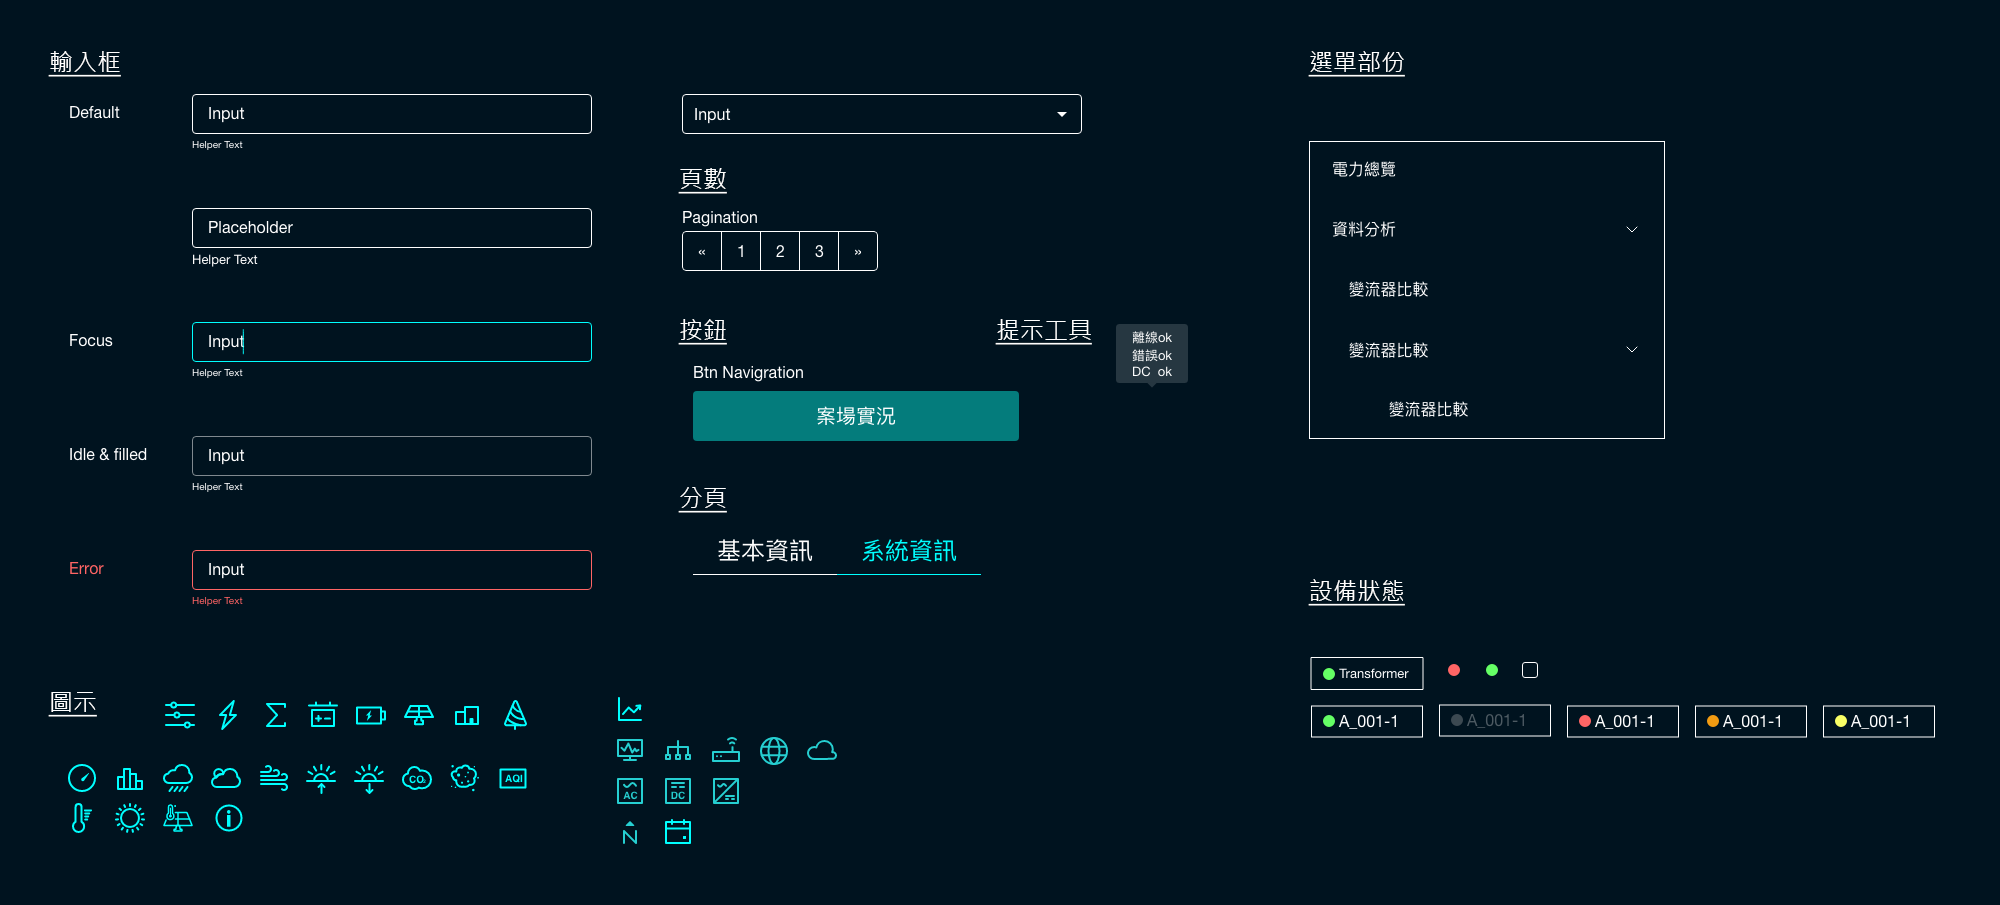 輸入框
Default
Input
Helper Text
Placeholder
Helper Text
Focus
Input
Helper Text
Idle & filled
Input
Helper Text
Error
Input
Helper Text
Input
頁數
Pagination
« 1 2 3 »
按鈕
Btn Navigration
案場實況
提示工具
離線ok
錯誤ok
DC ok
分頁
基本資訊 系統資訊
選單部份
電力總覽
資料分析
變流器比較
變流器比較
變流器比較
設備狀態
Transformer
A_001-1 A_001-1 A_001-1 A_001-1 A_001-1
圖示
CO₂
AQI
AC
DC
N